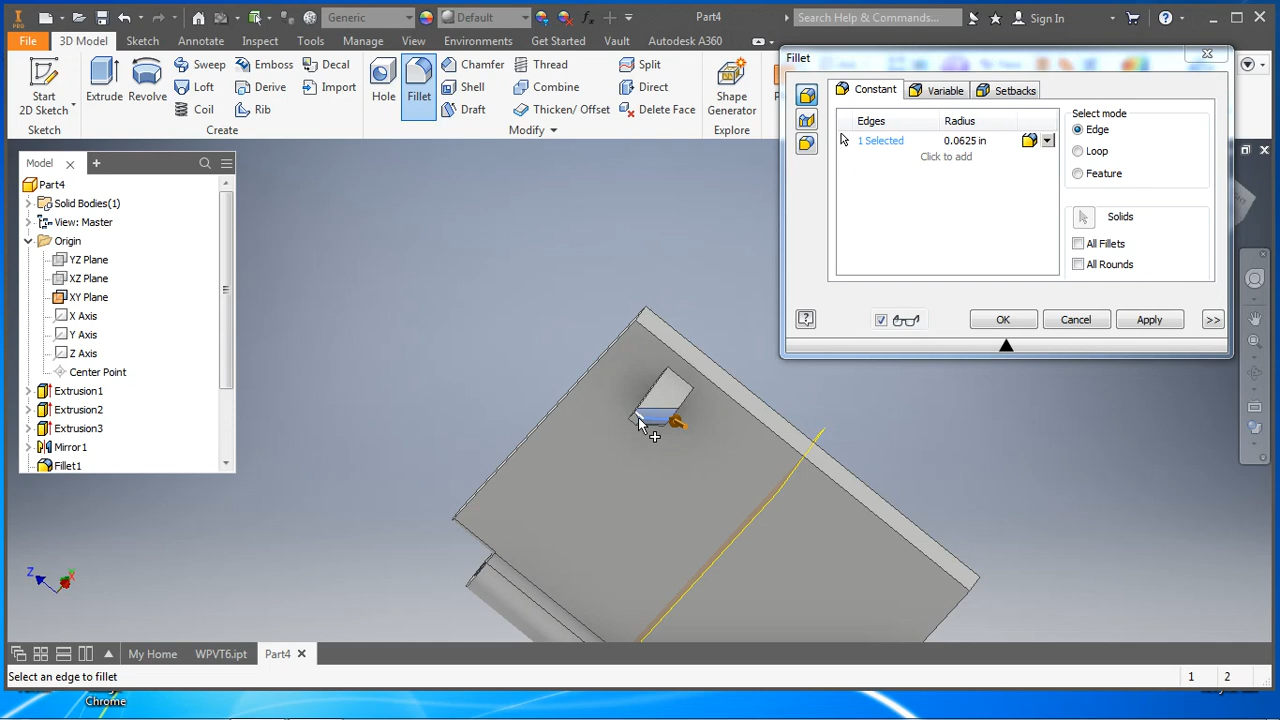 Generic
Default
fx
Part4
Search Help & Commands...
Sign In
PRO
File
3D Model
Sketch
Annotate
Inspect
Tools
Manage
View
Environments
Get Started
Vault
Autodesk A360
Start
2D Sketch
Extrude
Revolve
Sweep
Loft
Coil
Emboss
Derive
Rib
Decal
Import
Hole
Fillet
Chamfer
Shell
Draft
Thread
Combine
Thicken/ Offset
Split
Direct
Delete Face
Shape
Generator
Sketch
Create
Modify
Explore
Model
Part4
Solid Bodies(1)
View: Master
Origin
YZ Plane
XZ Plane
XY Plane
X Axis
Y Axis
Z Axis
Center Point
Extrusion1
Extrusion2
Extrusion3
Mirror1
Fillet1
Fillet
Constant
Variable
Setbacks
Edges
Radius
1 Selected
0.0625 in
Click to add
Select mode
Edge
Loop
Feature
Solids
All Fillets
All Rounds
OK
Cancel
Apply
>>
Z
X
My Home
WPVT6.ipt
Part4
Select an edge to fillet
1
2
Chrome